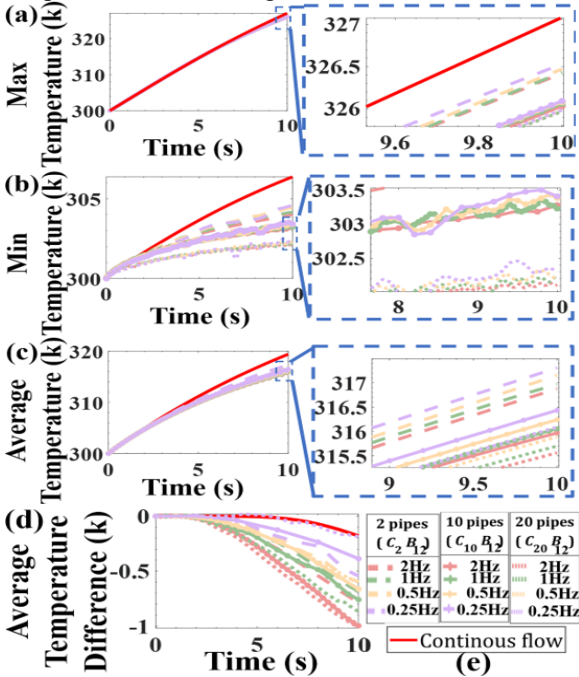 (a)
Max
Temperature (k)
320
310
300
0
5
10
Time (s)
327
326.5
326
9.6
9.8
10
(b)
Min
Temperature (k)
305
300
0
5
10
Time (s)
303.5
303
302.5
302.0
8
9
10
(c)
Average
Temperature (k)
320
310
300
0
5
10
Time (s)
317
316.5
316
315.5
9
10
(d)
Average
Temperature
Difference (k)
0
-0.5
-1
0
5
10
Time (s)
2 pipes 10 pipes 20 pipes
(C2 B12) (C10 B12) (C20 B12)
2Hz 2Hz 2Hz
1Hz 1Hz 1Hz
0.5Hz 0.5Hz 0.5Hz
0.25Hz 0.25Hz 0.25Hz
Continous flow
(e)